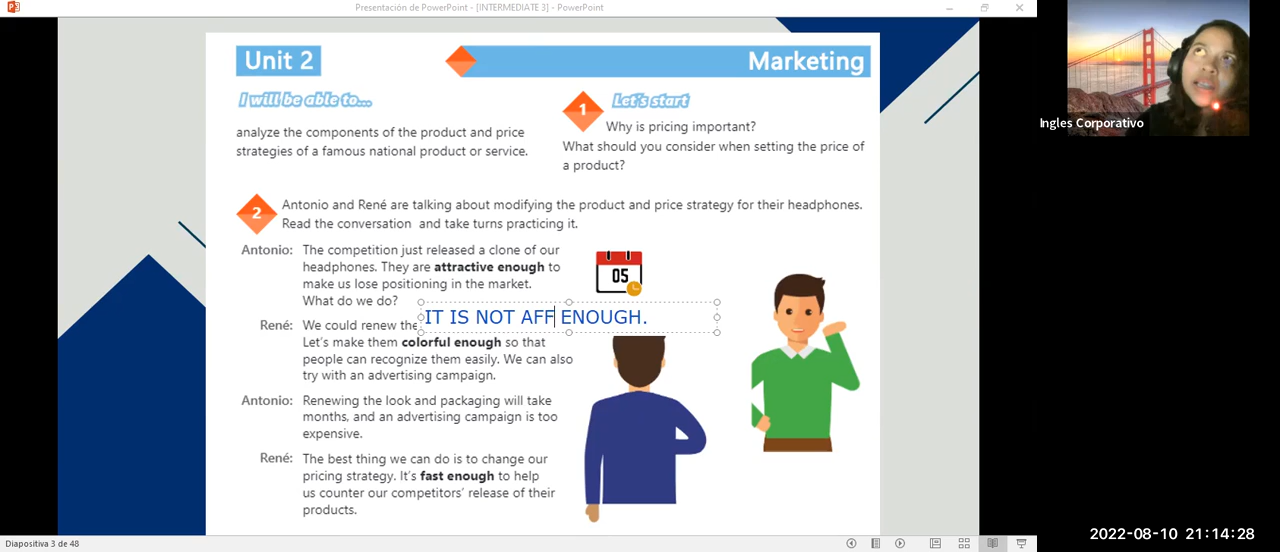 Presentación de PowerPoint - [INTERMEDIATE 3] - PowerPoint
Unit 2
Marketing
I will be able to...
analyze the components of the product and price
strategies of a famous national product or service.
1
Let's start
Why is pricing important?
What should you consider when setting the price of
a product?
2
Antonio and René are talking about modifying the product and price strategy for their headphones.
Read the conversation and take turns practicing it.
Antonio: The competition just released a clone of our
headphones. They are attractive enough to
make us lose positioning in the market.
What do we do?
05
IT IS NOT AFF ENOUGH.
René: We could renew the
Let's make them colorful enough so that
people can recognize them easily. We can also
try with an advertising campaign.
Antonio: Renewing the look and packaging will take
months, and an advertising campaign is too
expensive.
René: The best thing we can do is to change our
pricing strategy. It's fast enough to help
us counter our competitors' release of their
products.
Ingles Corporativo
2022-08-10 21:14:28
Diapositiva 3 de 48